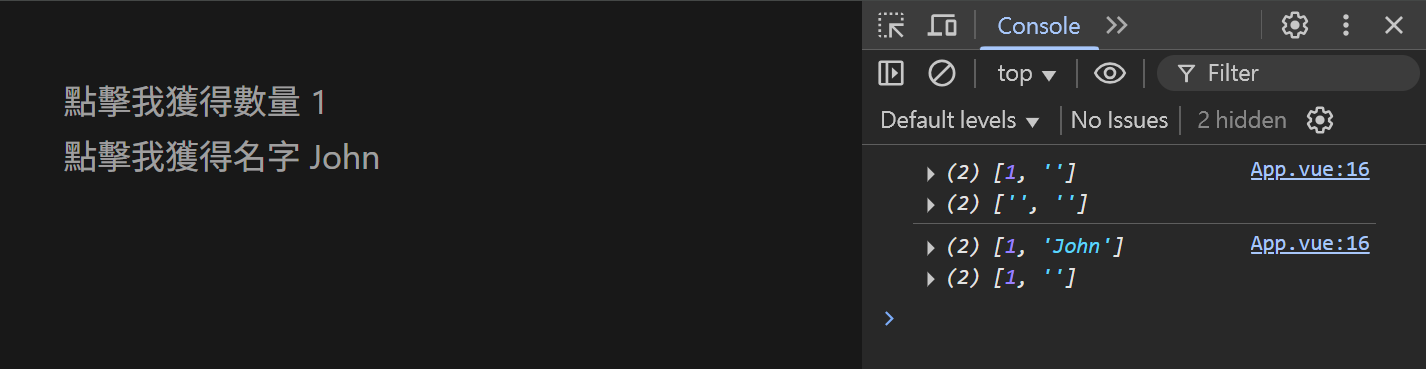 點擊我獲得數量 1
點擊我獲得名字 John
Console
top
Filter
Default levels
No Issues
2 hidden
(2) [1, '']
App.vue:16
(2) ['', '']
(2) [1, 'John']
App.vue:16
(2) [1, '']